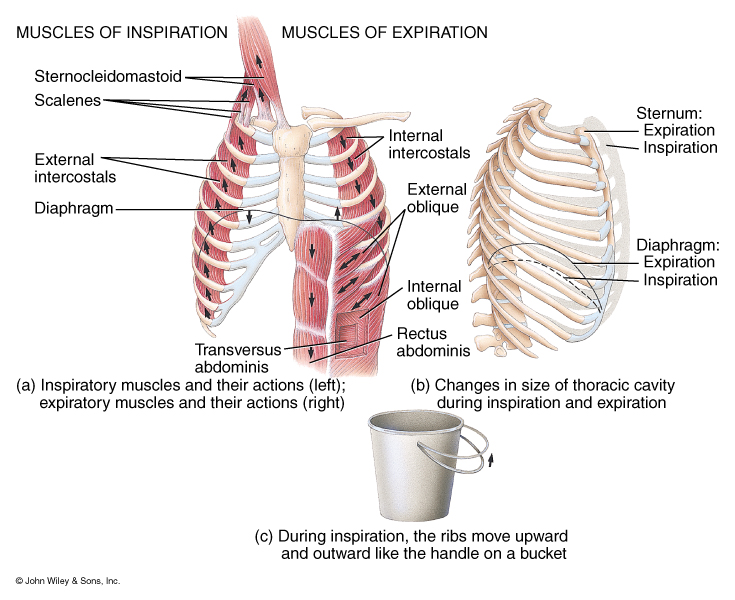 MUSCLES OF INSPIRATION
MUSCLES OF EXPIRATION
Sternocleidomastoid
Scalenes
External
intercostals
Diaphragm
Internal
intercostals
External
oblique
Internal
oblique
Rectus
abdominis
Transversus
abdominis
(a) Inspiratory muscles and their actions (left);
expiratory muscles and their actions (right)
Sternum:
Expiration
Inspiration
Diaphragm:
Expiration
Inspiration
(b) Changes in size of thoracic cavity
during inspiration and expiration
(c) During inspiration, the ribs move upward
and outward like the handle on a bucket
© John Wiley & Sons, Inc.